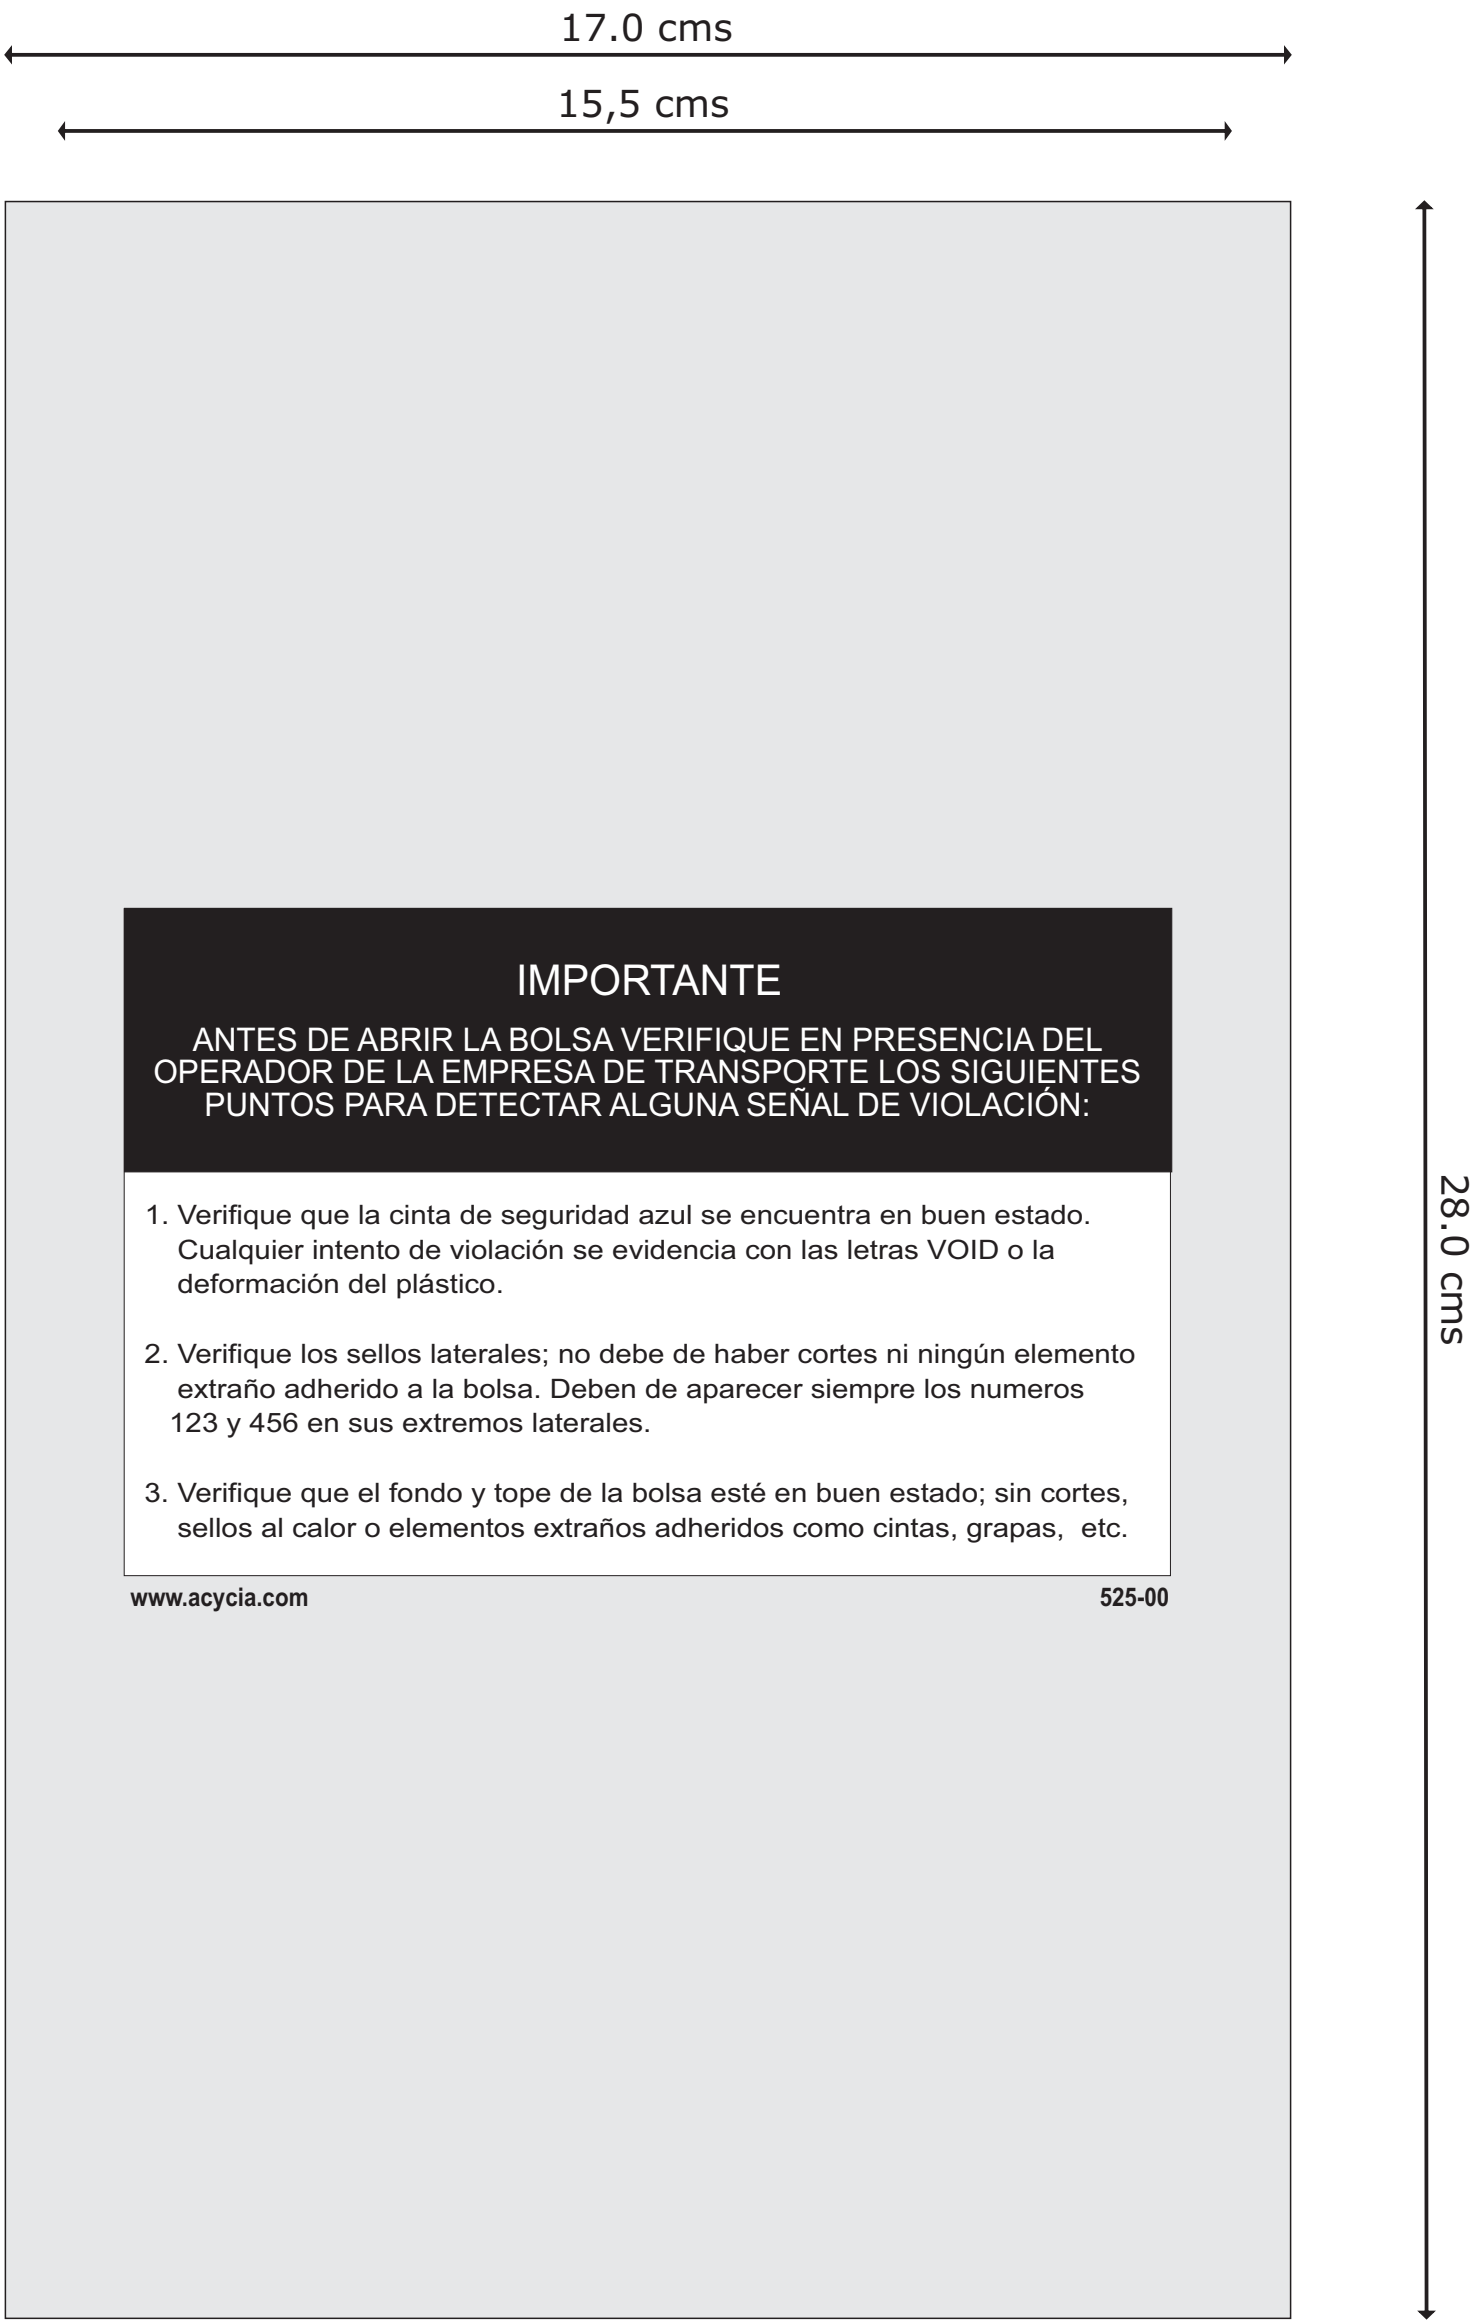 17.0 cms
15,5 cms
IMPORTANTE
ANTES DE ABRIR LA BOLSA VERIFIQUE EN PRESENCIA DEL
OPERADOR DE LA EMPRESA DE TRANSPORTE LOS SIGUIENTES
PUNTOS PARA DETECTAR ALGUNA SEÑAL DE VIOLACIÓN:
1. Verifique que la cinta de seguridad azul se encuentra en buen estado.
Cualquier intento de violación se evidencia con las letras VOID o la
deformación del plástico.
2. Verifique los sellos laterales; no debe de haber cortes ni ningún elemento
extraño adherido a la bolsa. Deben de aparecer siempre los numeros
123 y 456 en sus extremos laterales.
3. Verifique que el fondo y tope de la bolsa esté en buen estado; sin cortes,
sellos al calor o elementos extraños adheridos como cintas, grapas, etc.
www.acycia.com
525-00
28.0 cms